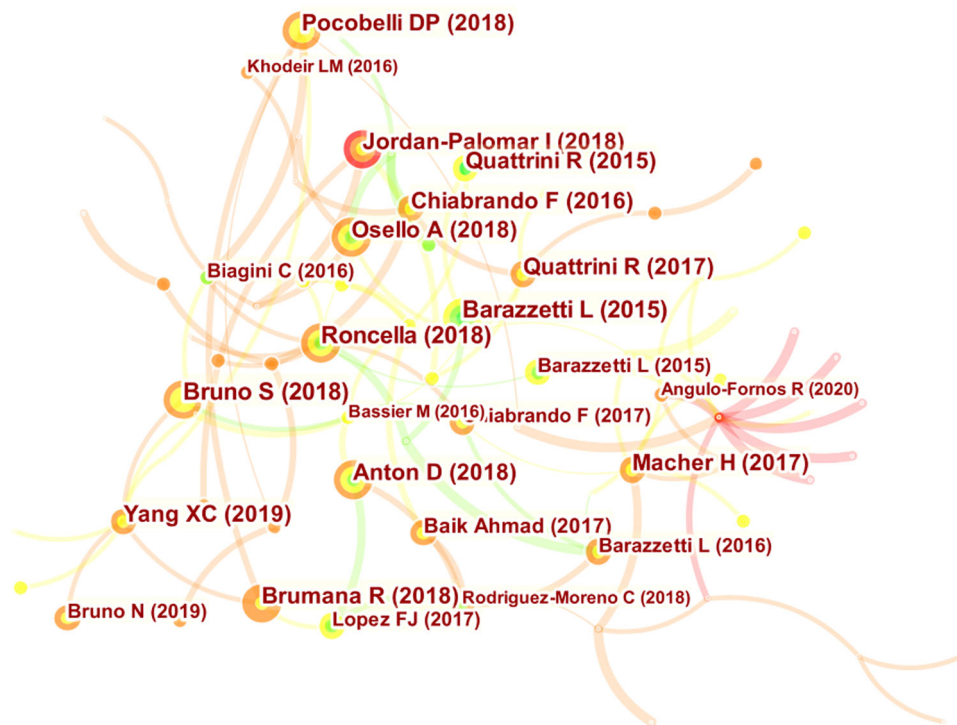 Pocobelli DP (2018)
Khodeir LM (2016)
Jordan-Palomar I (2018)
Quattrini R (2015)
Chiabrando F (2016)
Osello A (2018)
Biagini C (2016)
Quattrini R (2017)
Barazzetti L (2015)
Roncella (2018)
Barazzetti L (2015)
Angulo-Fornos R (2020)
Bruno S (2018)
Bassier M (2016)
hiabrando F (2017)
Macher H (2017)
Anton D (2018)
Yang XC (2019)
Baik Ahmad (2017)
Barazzetti L (2016)
Brumana R (2018)
Rodriguez-Moreno C (2018)
Bruno N (2019)
Lopez FJ (2017)